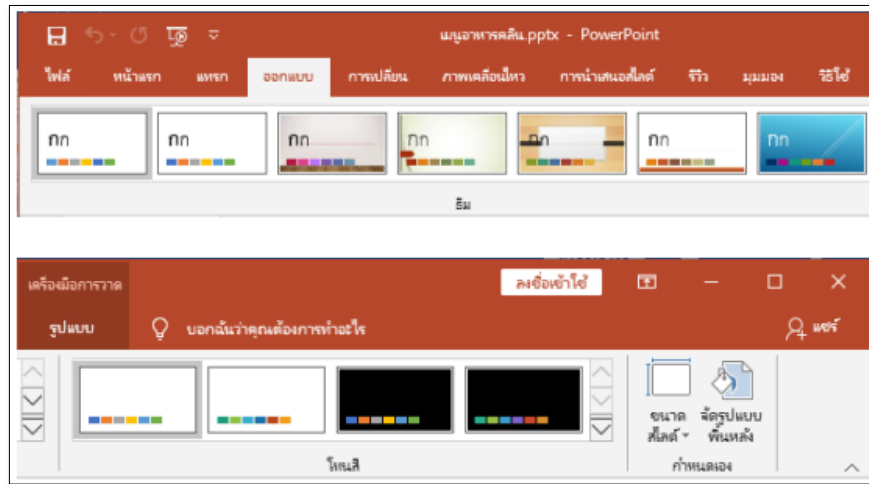 เมนูอาหารคลีน.pptx - PowerPoint
ไฟล์ หน้าแรก แทรก ออกแบบ การเปลี่ยน ภาพเคลื่อนไหว การนำเสนอสไลด์ รีวิว มุมมอง วิธีใช้
กก กก กก กก กก กก กก
ธีม
เครื่องมือการวาด ลงชื่อเข้าใช้
รูปแบบ บอกฉันว่าคุณต้องการทำอะไร แชร์
ขนาด จัดรูปแบบ
สไลด์ พื้นหลัง
โทนสี กำหนดเอง